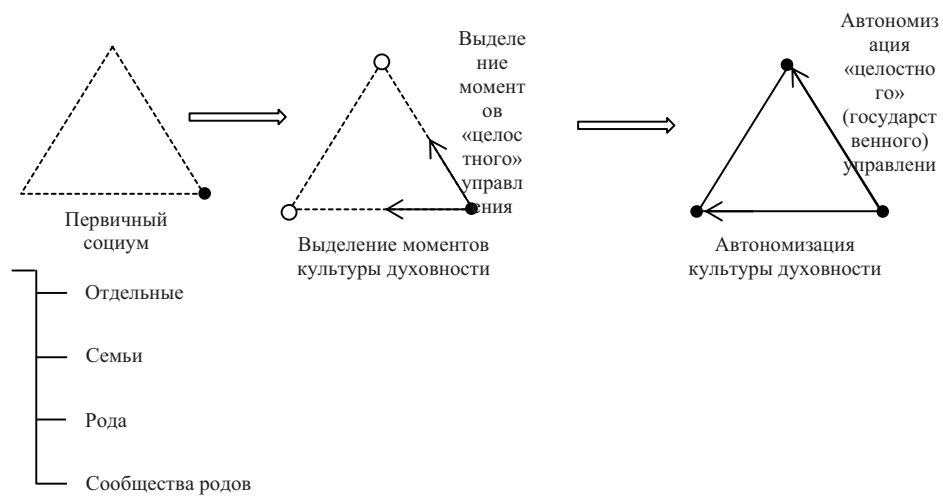 Первичный
социум
Отдельные
Семьи
Рода
Сообщества родов
Выделе
ние
момент
ов
«целос
тного»
управл
ения
Выделение моментов
культуры духовности
Автономиз
ация
«целостно
го»
(государст
венного)
управлени
Автономизация
культуры духовности